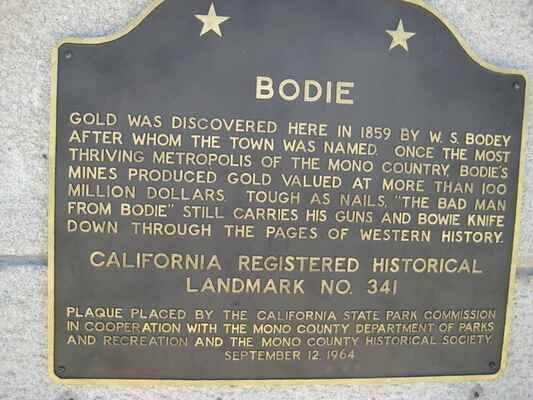 BODIE
GOLD WAS DISCOVERED HERE IN 1859 BY W. S. BODEY
AFTER WHOM THE TOWN WAS NAMED. ONCE THE MOST
THRIVING METROPOLIS OF THE MONO COUNTRY, BODIE'S
MINES PRODUCED GOLD VALUED AT MORE THAN 100
MILLION DOLLARS. TOUGH AS NAILS, "THE BAD MAN
FROM BODIE" STILL CARRIES HIS GUNS AND BOWIE KNIFE
DOWN THROUGH THE PAGES OF WESTERN HISTORY.
CALIFORNIA REGISTERED HISTORICAL
LANDMARK NO. 341
PLAQUE PLACED BY THE CALIFORNIA STATE PARK COMMISSION
IN COOPERATION WITH THE MONO COUNTY DEPARTMENT OF PARKS
AND RECREATION AND THE MONO COUNTY HISTORICAL SOCIETY.
SEPTEMBER 12, 1964